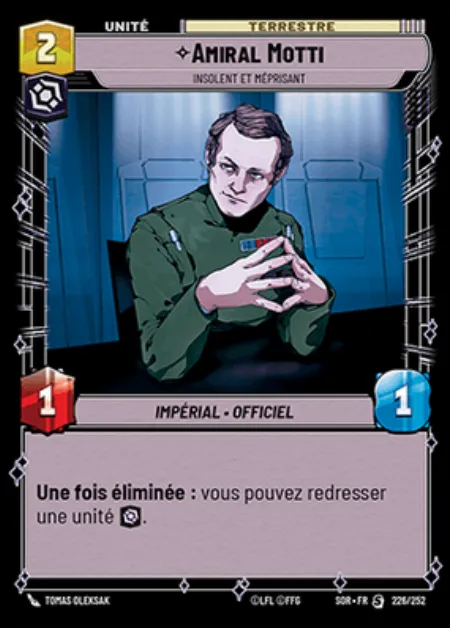 UNITÉ
TERRESTRE
2
AMIRAL MOTTI
INSOLENT ET MÉPRISANT
1
IMPÉRIAL • OFFICIEL
1
Une fois éliminée : vous pouvez redresser
une unité .
TOMAS OLEKSAK
©LFL ©FFG
SOR • FR
S
226/252